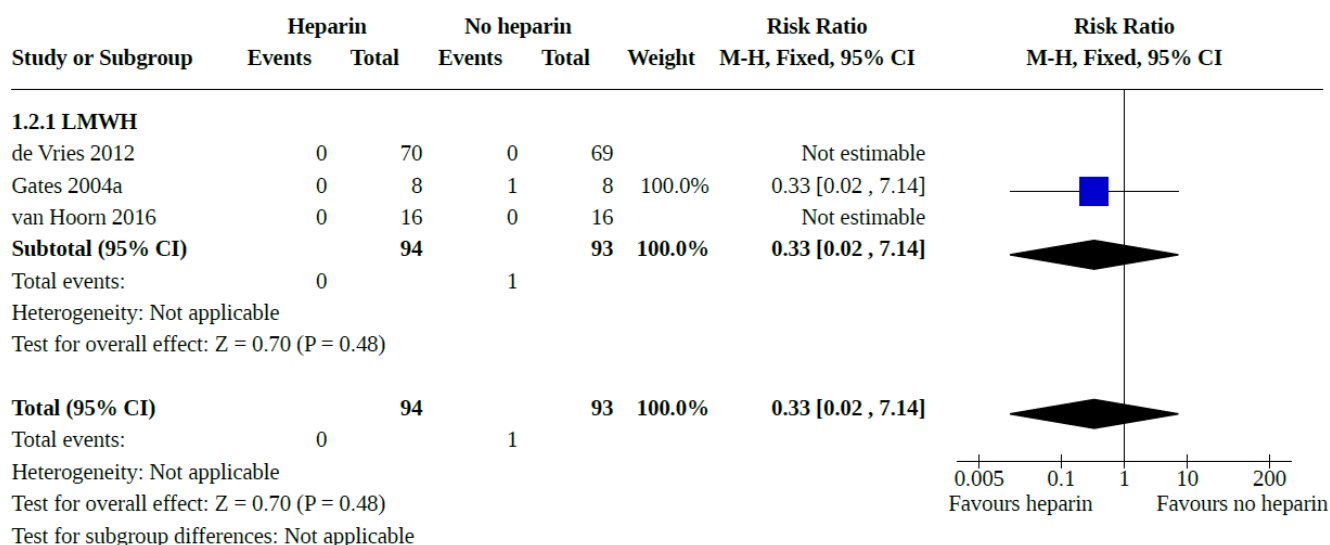 Heparin No heparin Risk Ratio Risk Ratio
Study or Subgroup Events Total Events Total Weight M-H, Fixed, 95% CI M-H, Fixed, 95% CI
1.2.1 LMWH
de Vries 2012 0 70 0 69 Not estimable
Gates 2004a 0 8 1 8 100.0% 0.33 [0.02 , 7.14]
van Hoorn 2016 0 16 0 16 Not estimable
Subtotal (95% CI) 94 93 100.0% 0.33 [0.02 , 7.14]
Total events: 0 1
Heterogeneity: Not applicable
Test for overall effect: Z = 0.70 (P = 0.48)
Total (95% CI) 94 93 100.0% 0.33 [0.02 , 7.14]
Total events: 0 1
Heterogeneity: Not applicable
0.005 0.1 1 10 200
Test for overall effect: Z = 0.70 (P = 0.48) Favours heparin Favours no heparin
Test for subgroup differences: Not applicable